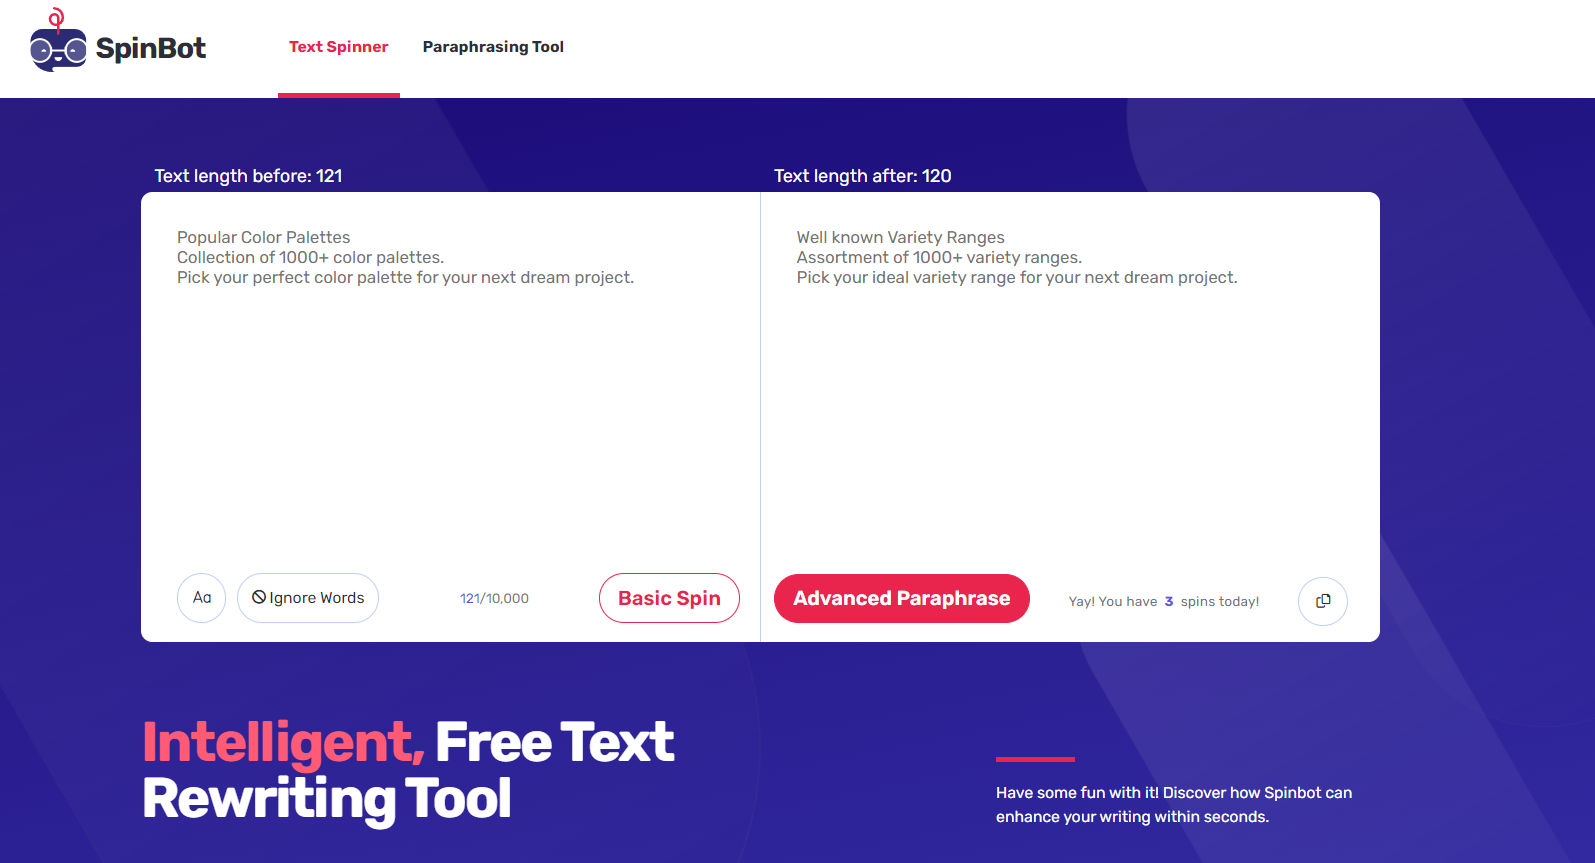 SpinBot
Text Spinner
Paraphrasing Tool
Text length before: 121
Text length after: 120
Popular Color Palettes
Collection of 1000+ color palettes.
Pick your perfect color palette for your next dream project.
Well known Variety Ranges
Assortment of 1000+ variety ranges.
Pick your ideal variety range for your next dream project.
Aa
Ignore Words
121/10,000
Basic Spin
Advanced Paraphrase
Yay! You have 3 spins today!
Intelligent, Free Text
Rewriting Tool
Have some fun with it! Discover how Spinbot can
enhance your writing within seconds.